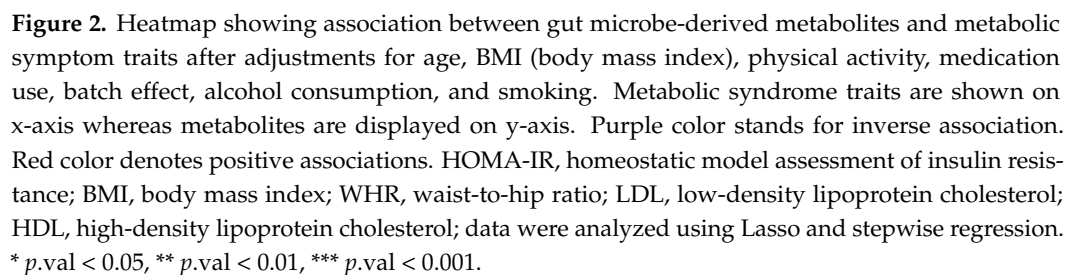 Figure 2. Heatmap showing association between gut microbe-derived metabolites and metabolic
symptom traits after adjustments for age, BMI (body mass index), physical activity, medication
use, batch effect, alcohol consumption, and smoking. Metabolic syndrome traits are shown on
x-axis whereas metabolites are displayed on y-axis. Purple color stands for inverse association.
Red color denotes positive associations. HOMA-IR, homeostatic model assessment of insulin resis-
tance; BMI, body mass index; WHR, waist-to-hip ratio; LDL, low-density lipoprotein cholesterol;
HDL, high-density lipoprotein cholesterol; data were analyzed using Lasso and stepwise regression.
* p.val < 0.05, ** p.val < 0.01, *** p.val < 0.001.